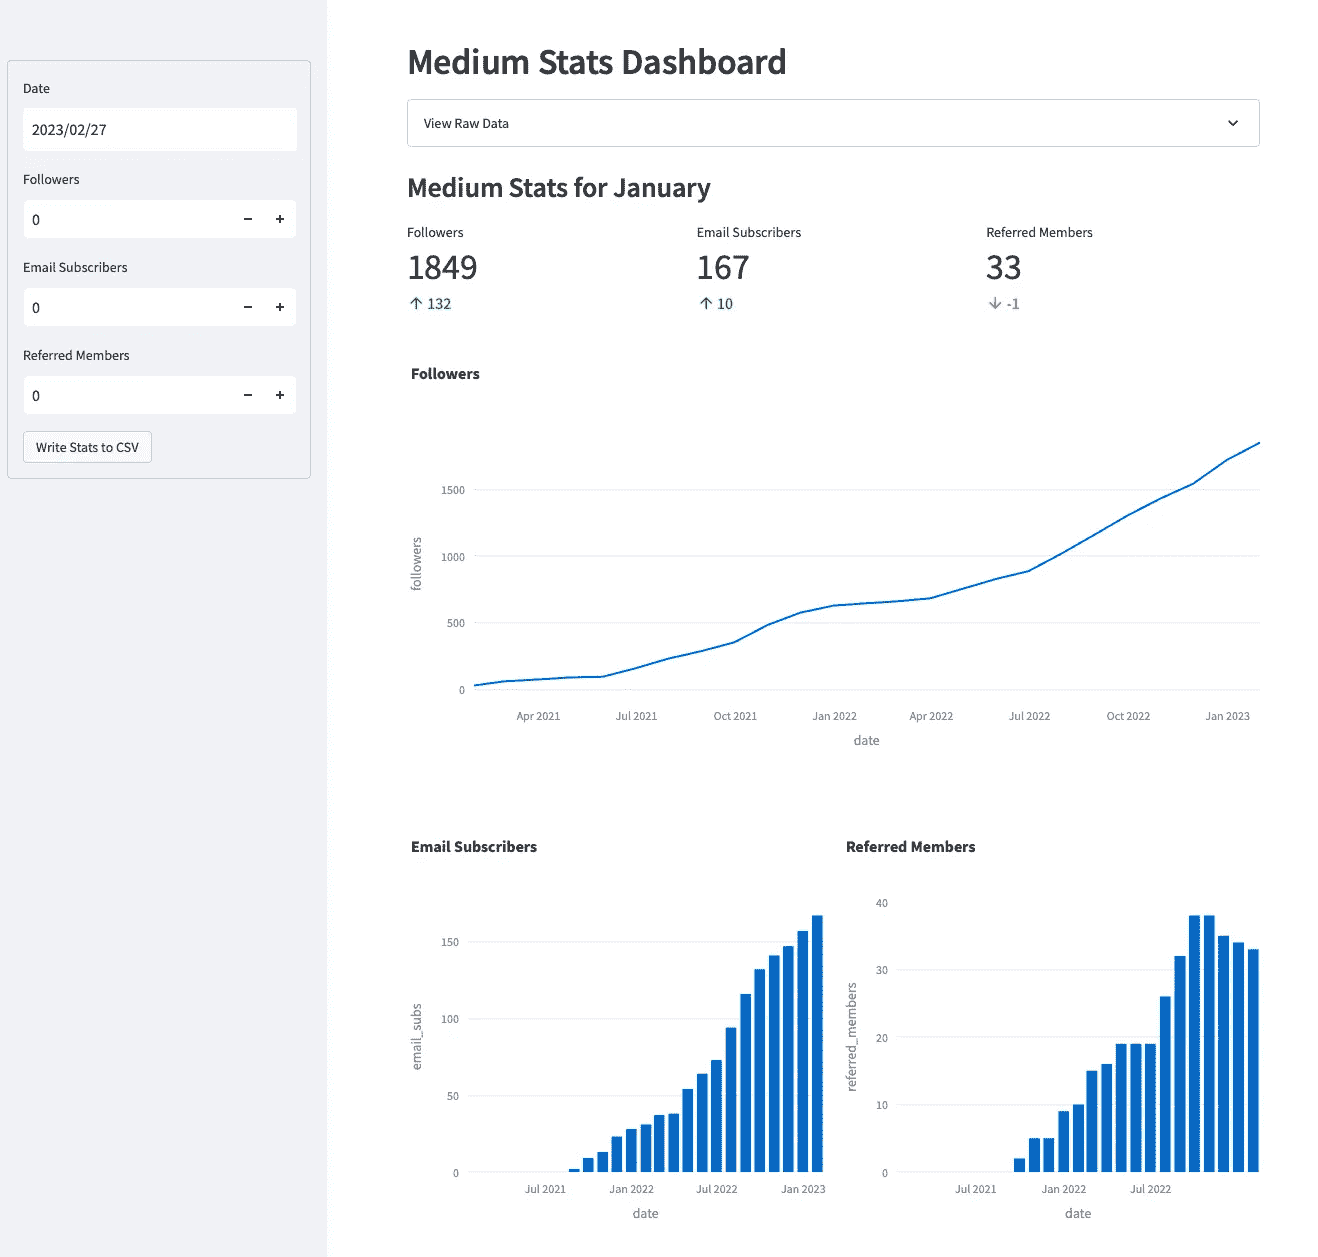 Date
2023/02/27
Followers
0
Email Subscribers
0
Referred Members
0
Write Stats to CSV
Medium Stats Dashboard
View Raw Data
Medium Stats for January
Followers Email Subscribers Referred Members
1849 167 33
↑ 132 ↑ 10 ↓ -1
Followers
1500
1000
500
0
followers
Apr 2021 Jul 2021 Oct 2021 Jan 2022 Apr 2022 Jul 2022 Oct 2022 Jan 2023
date
Email Subscribers
150
100
50
0
email_subs
Jul 2021 Jan 2022 Jul 2022 Jan 2023
date
Referred Members
40
30
20
10
0
referred_members
Jul 2021 Jan 2022 Jul 2022
date